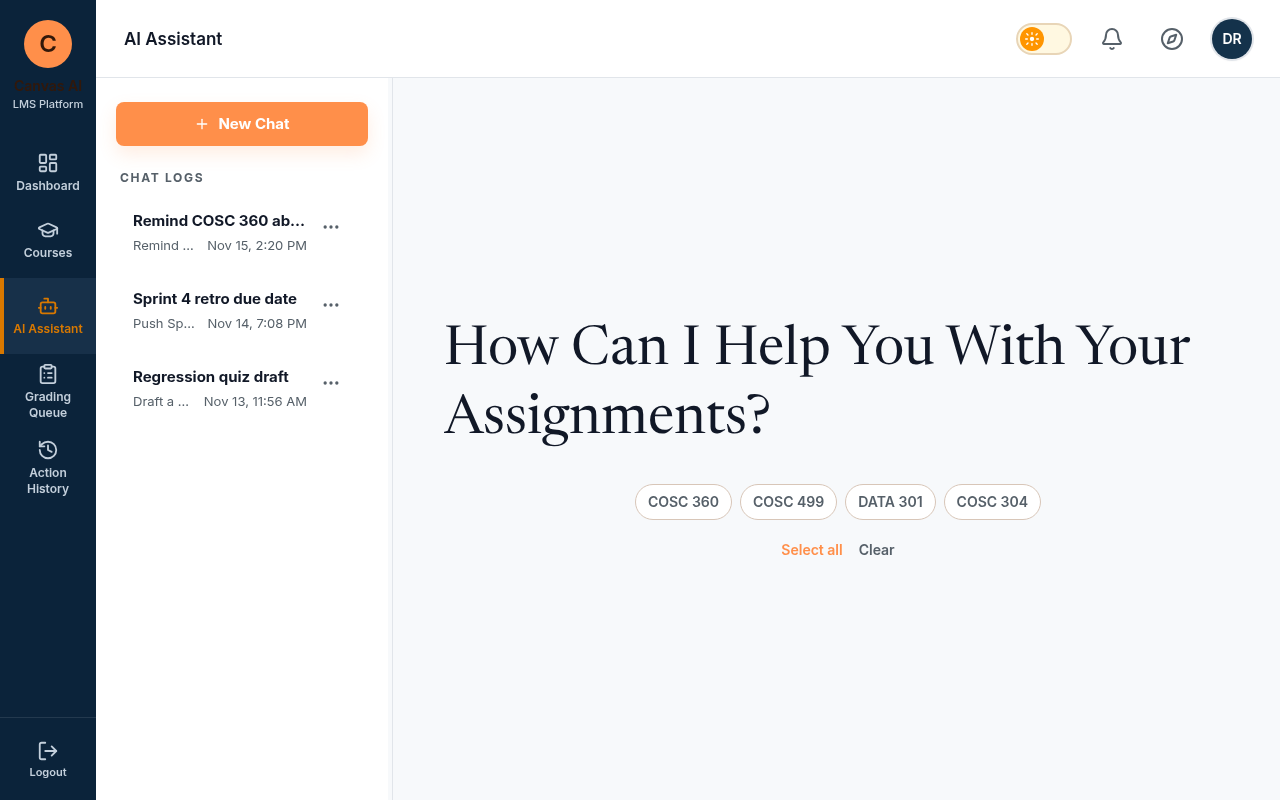 C
Canvas AI
LMS Platform
Dashboard
Courses
AI Assistant
Grading
Queue
Action
History
Logout
AI Assistant
DR
New Chat
CHAT LOGS
Remind COSC 360 ab...
Remind ... Nov 15, 2:20 PM
Sprint 4 retro due date
Push Sp... Nov 14, 7:08 PM
Regression quiz draft
Draft a ... Nov 13, 11:56 AM
How Can I Help You With Your
Assignments?
COSC 360 COSC 499 DATA 301 COSC 304
Select all Clear